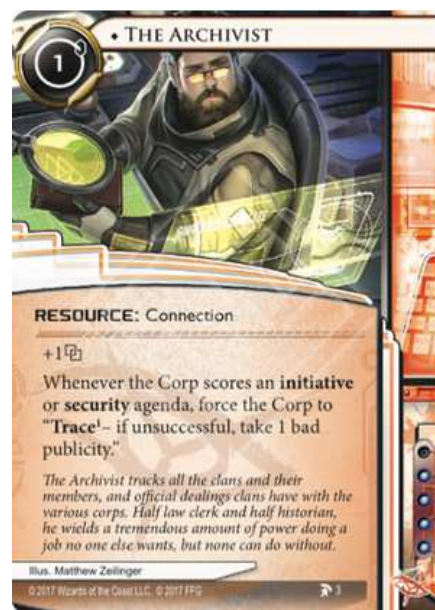 ♦ THE ARCHIVIST
1
RESOURCE: Connection
+1
Whenever the Corp scores an initiative
or security agenda, force the Corp to
“Trace¹– if unsuccessful, take 1 bad
publicity.”
The Archivist tracks all the clans and their
members, and official dealings clans have with the
various corps. Half law clerk and half historian,
he wields a tremendous amount of power doing a
job no one else wants, but none can do without.
Illus. Matthew Zeilinger
© 2017 Wizards of the Coast LLC. © 2017 FFG
3